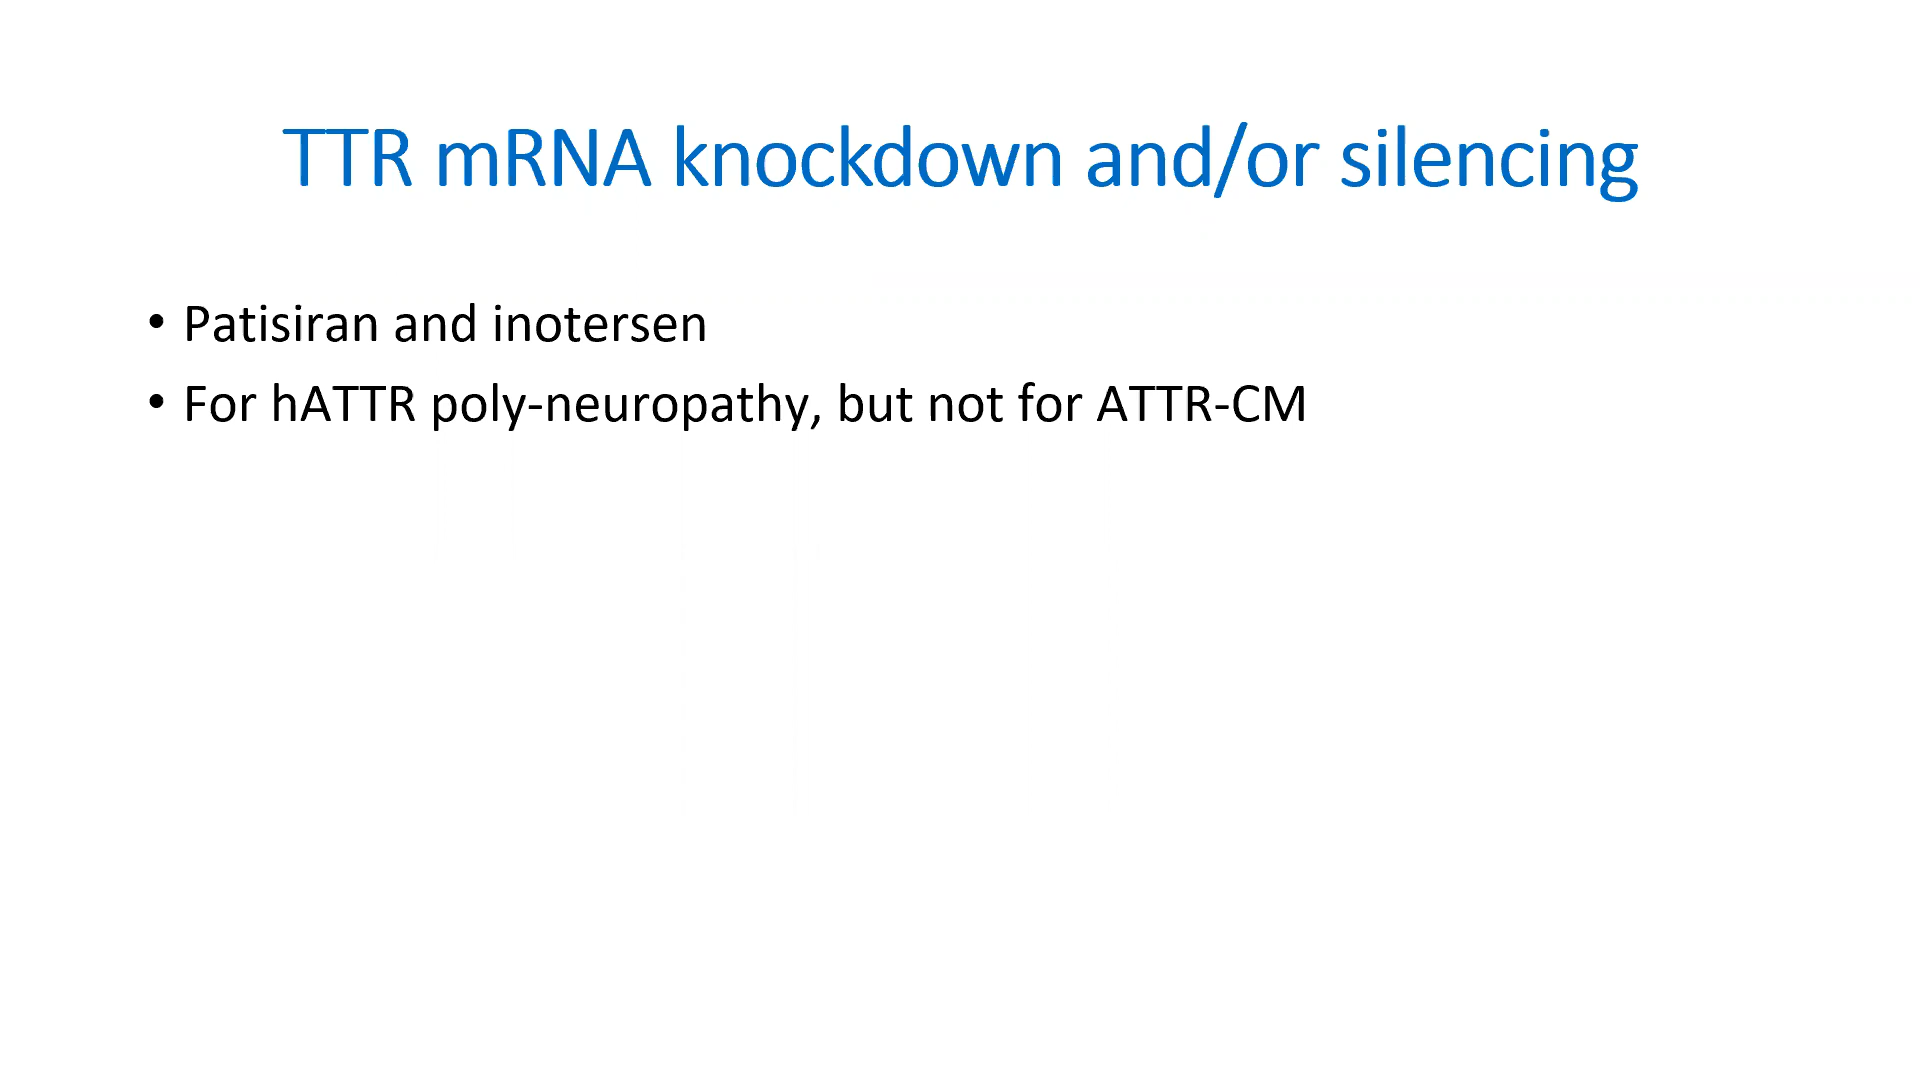 TTR mRNA knockdown and/or silencing
• Patisiran and inotersen
• For hATTR poly-neuropathy, but not for ATTR-CM